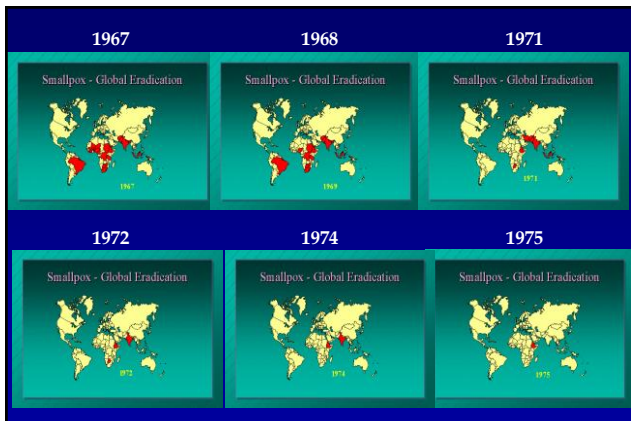 1967 1968 1971
Smallpox - Global Eradication Smallpox - Global Eradication Smallpox - Global Eradication
1967 1969 1971
1972 1974 1975
Smallpox - Global Eradication Smallpox - Global Eradication Smallpox - Global Eradication
1972 1974 1975